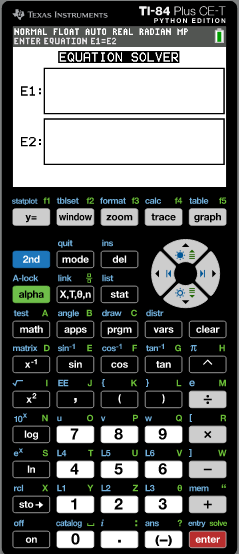 TEXAS INSTRUMENTS TI-84 Plus CE-T
PYTHON EDITION
NORMAL FLOAT AUTO REAL RADIAN MP
ENTER EQUATION E1=E2
EQUATION SOLVER
E1:
E2:
statplot f1 tblset f2 format f3 calc f4 table f5
y= window zoom trace graph
quit ins
2nd mode del
A-lock link list
alpha X,T,θ,n stat
test A angle B draw C distr
math apps prgm vars clear
matrix D sin⁻¹ E cos⁻¹ F tan⁻¹ G π H
x⁻¹ sin cos tan ^
√ I EE J { K } L e M
x² , ( ) ÷
10ˣ N u O v P w Q [ R
log 7 8 9 ×
eˣ S L4 T L5 U L6 V ] W
ln 4 5 6 −
rcl X L1 Y L2 Z L3 θ mem "
sto→ 1 2 3 +
off catalog ⎵ i : ans ? entry solve
on 0 . (−) enter